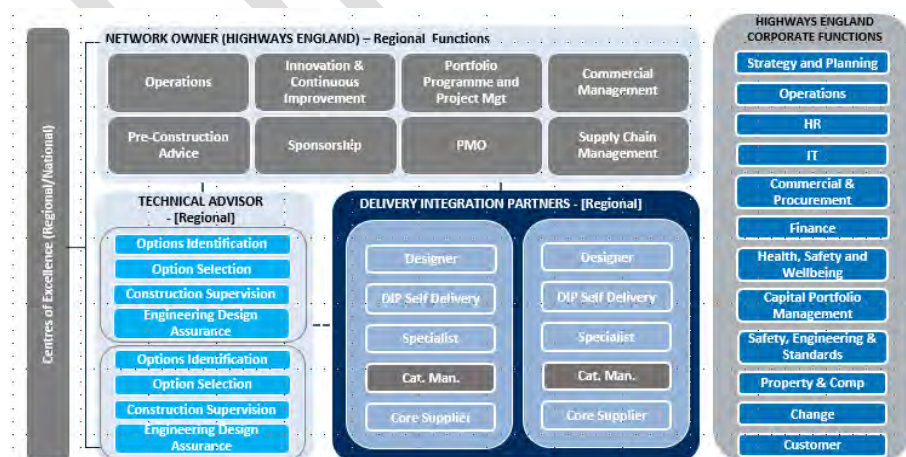 NETWORK OWNER (HIGHWAYS ENGLAND) – Regional Functions
Operations
Innovation &
Continuous
Improvement
Portfolio
Programme and
Project Mgt
Commercial
Management
Pre-Construction
Advice
Sponsorship
PMO
Supply Chain
Management
Centres of Excellence (Regional/National)
TECHNICAL ADVISOR
- [Regional]
Options Identification
Option Selection
Construction Supervision
Engineering Design
Assurance
Options Identification
Option Selection
Construction Supervision
Engineering Design
Assurance
DELIVERY INTEGRATION PARTNERS - [Regional]
Designer
DIP Self Delivery
Specialist
Cat. Man.
Core Supplier
Designer
DIP Self Delivery
Specialist
Cat. Man.
Core Supplier
HIGHWAYS ENGLAND
CORPORATE FUNCTIONS
Strategy and Planning
Operations
HR
IT
Commercial &
Procurement
Finance
Health, Safety and
Wellbeing
Capital Portfolio
Management
Safety, Engineering &
Standards
Property & Comp
Change
Customer